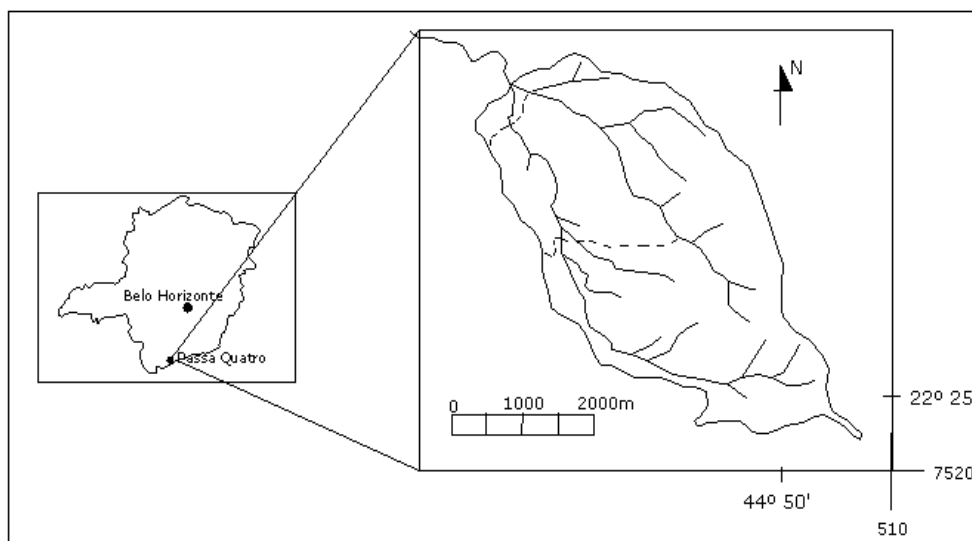 N
Belo Horizonte
Passa Quatro
0 1000 2000m
22º 25
7520
44º 50'
510